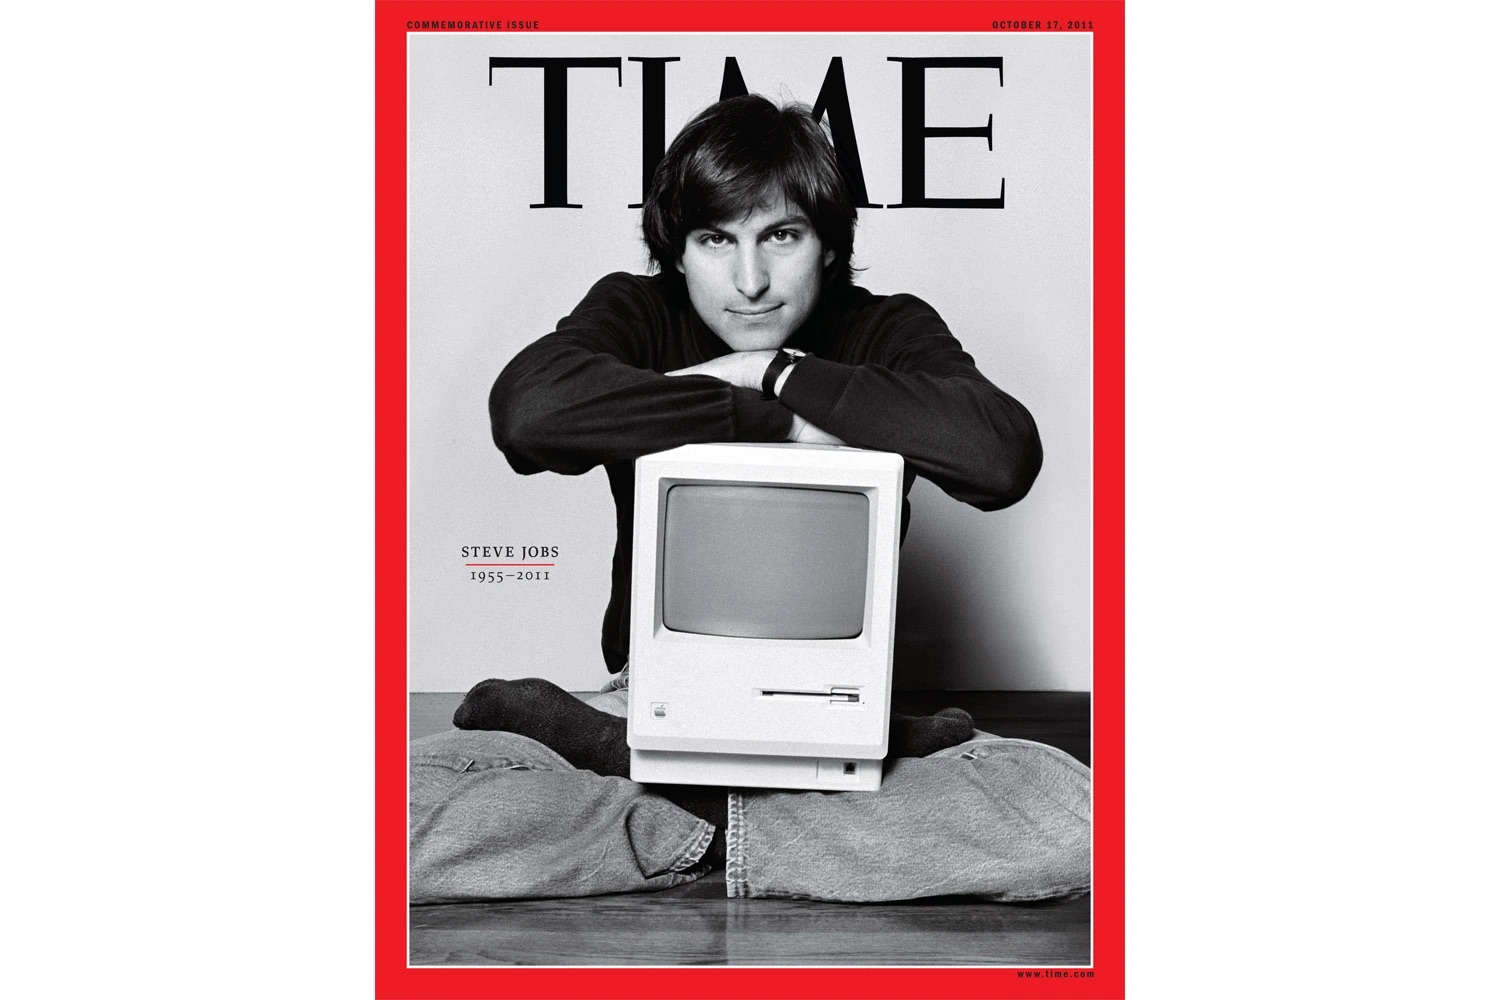 COMMEMORATIVE ISSUE
OCTOBER 17, 2011
TIME
STEVE JOBS
1955–2011
www.time.com